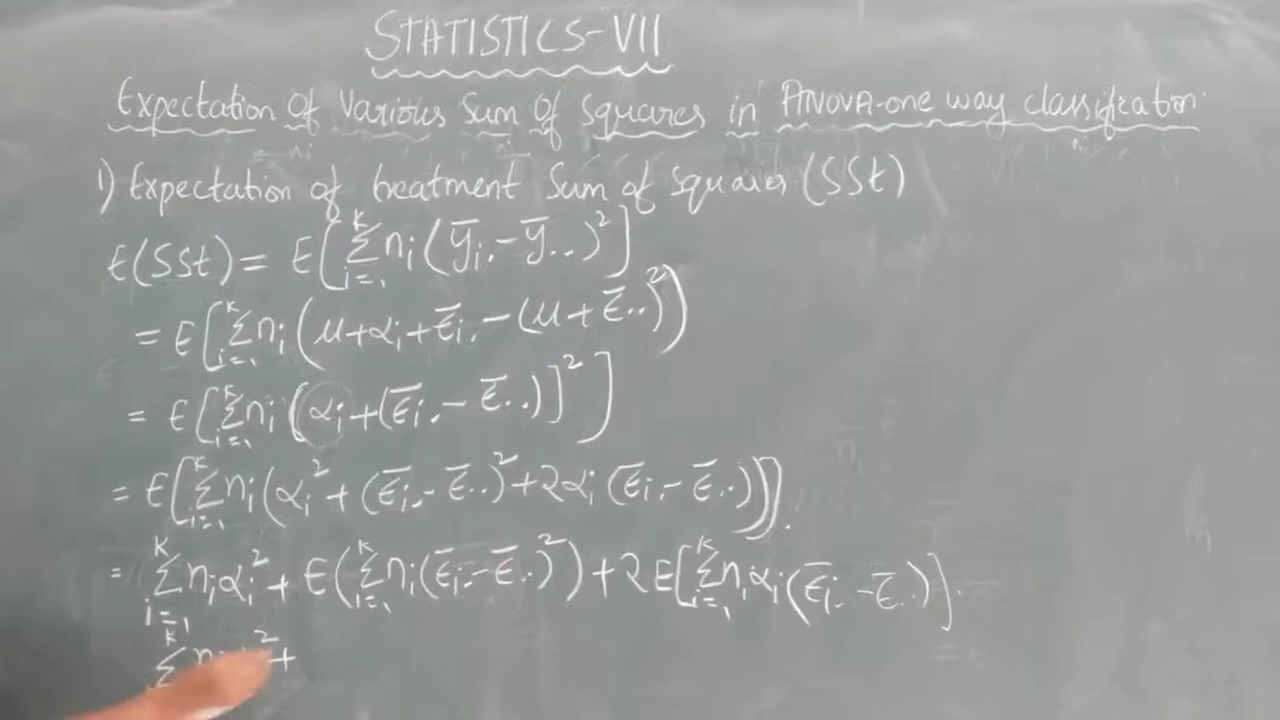 STATISTICS-VII
Expectation of Various Sum of Squares in ANOVA-one way classification.
1) Expectation of treatment Sum of Squares (SSt)
E(SSt) = E[Σ_{i=1}^{k} n_i (ȳ_i. - ȳ..)²]
= E[Σ_{i=1}^{k} n_i (μ+α_i+ε̄_i. - (μ+ε̄..)²)]
= E[Σ_{i=1}^{k} n_i [α_i+(ε̄_i. - ε̄..)]²]
= E[Σ_{i=1}^{k} n_i (α_i² + (ε̄_i. - ε̄..)² + 2α_i (ε̄_i. - ε̄..))].
= Σ_{i=1}^{k} n_i α_i² + E(Σ_{i=1}^{k} n_i (ε̄_i. - ε̄..)²) + 2E[Σ_{i=1}^{k} n_i α_i (ε̄_i. - ε̄..)].
Σ^{k} n ² +